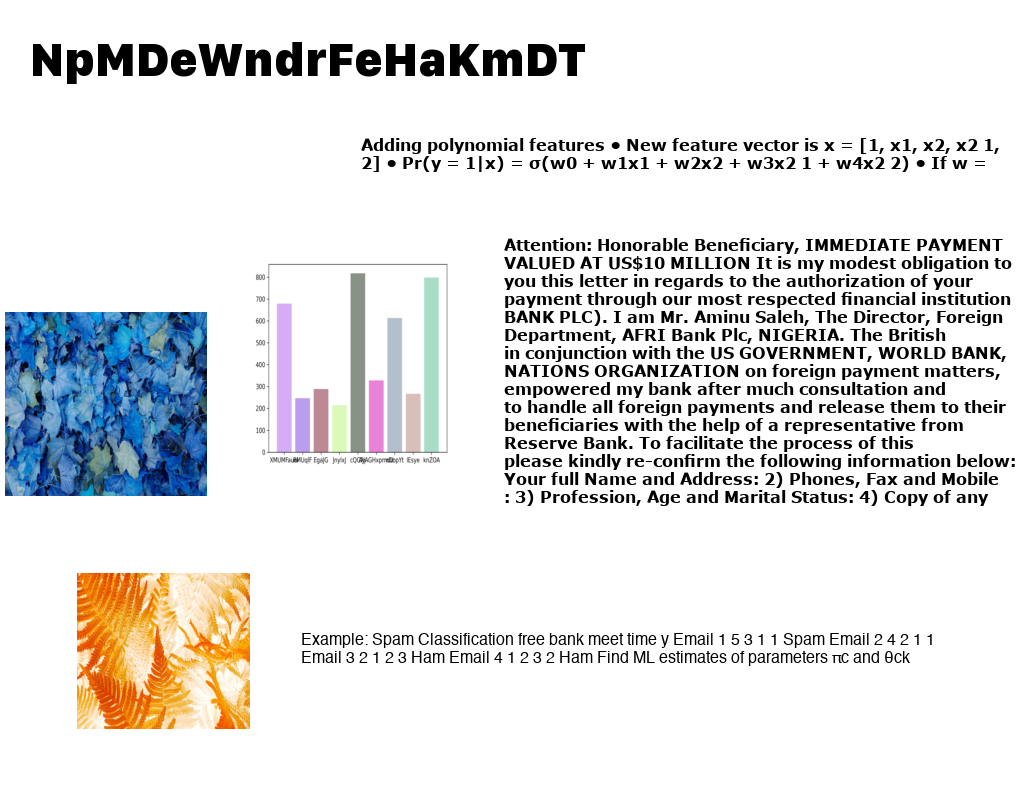 NpMDeWndrFeHaKmDT
Adding polynomial features • New feature vector is x = [1, x1, x2, x2 1,
2] • Pr(y = 1|x) = σ(w0 + w1x1 + w2x2 + w3x2 1 + w4x2 2) • If w =
Attention: Honorable Beneficiary, IMMEDIATE PAYMENT
VALUED AT US$10 MILLION It is my modest obligation to
you this letter in regards to the authorization of your
payment through our most respected financial institution
BANK PLC). I am Mr. Aminu Saleh, The Director, Foreign
Department, AFRI Bank Plc, NIGERIA. The British
in conjunction with the US GOVERNMENT, WORLD BANK,
NATIONS ORGANIZATION on foreign payment matters,
empowered my bank after much consultation and
to handle all foreign payments and release them to their
beneficiaries with the help of a representative from
Reserve Bank. To facilitate the process of this
please kindly re-confirm the following information below:
Your full Name and Address: 2) Phones, Fax and Mobile
: 3) Profession, Age and Marital Status: 4) Copy of any
800
700
600
500
400
300
200
100
0
EgaJG JnylxJ IEsye knZOA
Example: Spam Classification free bank meet time y Email 1 5 3 1 1 Spam Email 2 4 2 1 1
Email 3 2 1 2 3 Ham Email 4 1 2 3 2 Ham Find ML estimates of parameters πc and θck